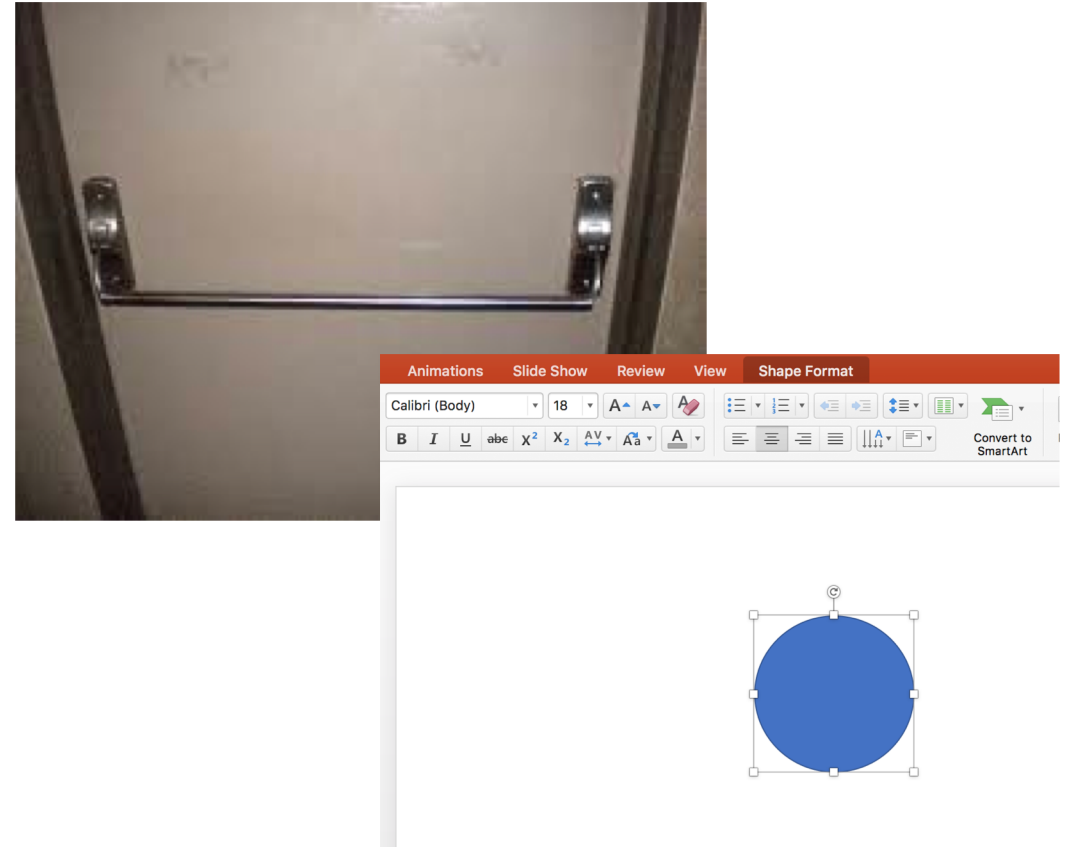 Animations Slide Show Review View Shape Format
Calibri (Body) 18 A A A
B I U abc X2 X2 AV Aa A A
Convert to
SmartArt